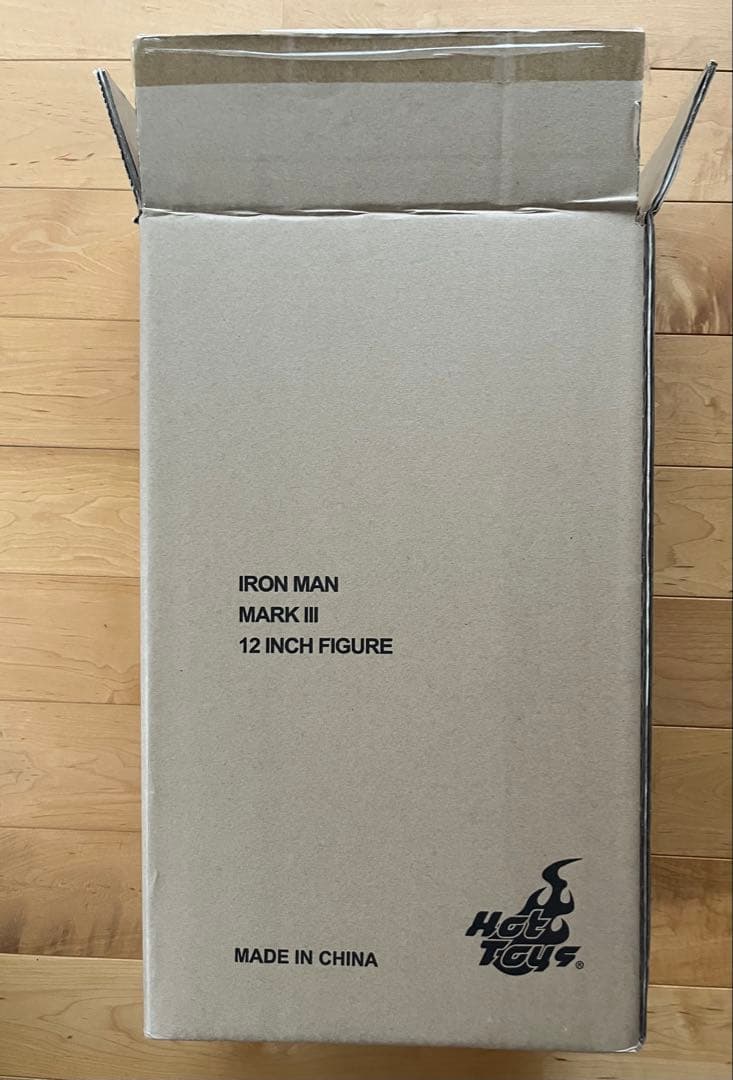 IRON MAN
MARK III
12 INCH FIGURE
Hot
Toys®
MADE IN CHINA